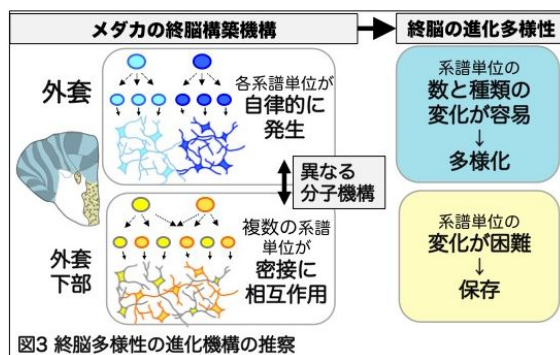 メダカの終脳構築機構
終脳の進化多様性
外套
各系譜単位が
自律的に
発生
系譜単位の
数と種類の
変化が容易
↓
多様化
異なる
分子機構
外套
下部
複数の系譜
単位が
密接に
相互作用
系譜単位の
変化が困難
↓
保存
図3 終脳多様性の進化機構の推察